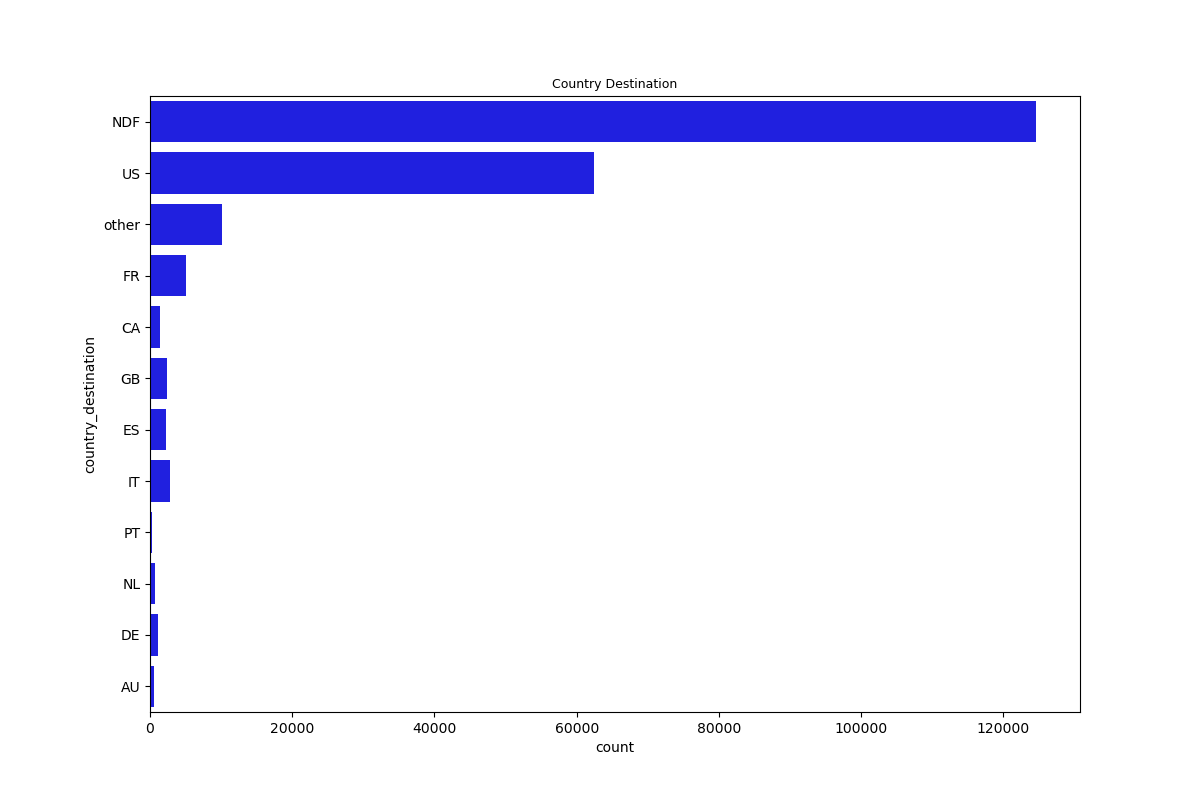 Country Destination
NDF
US
other
FR
CA
GB
ES
IT
PT
NL
DE
AU
country_destination
0 20000 40000 60000 80000 100000 120000
count